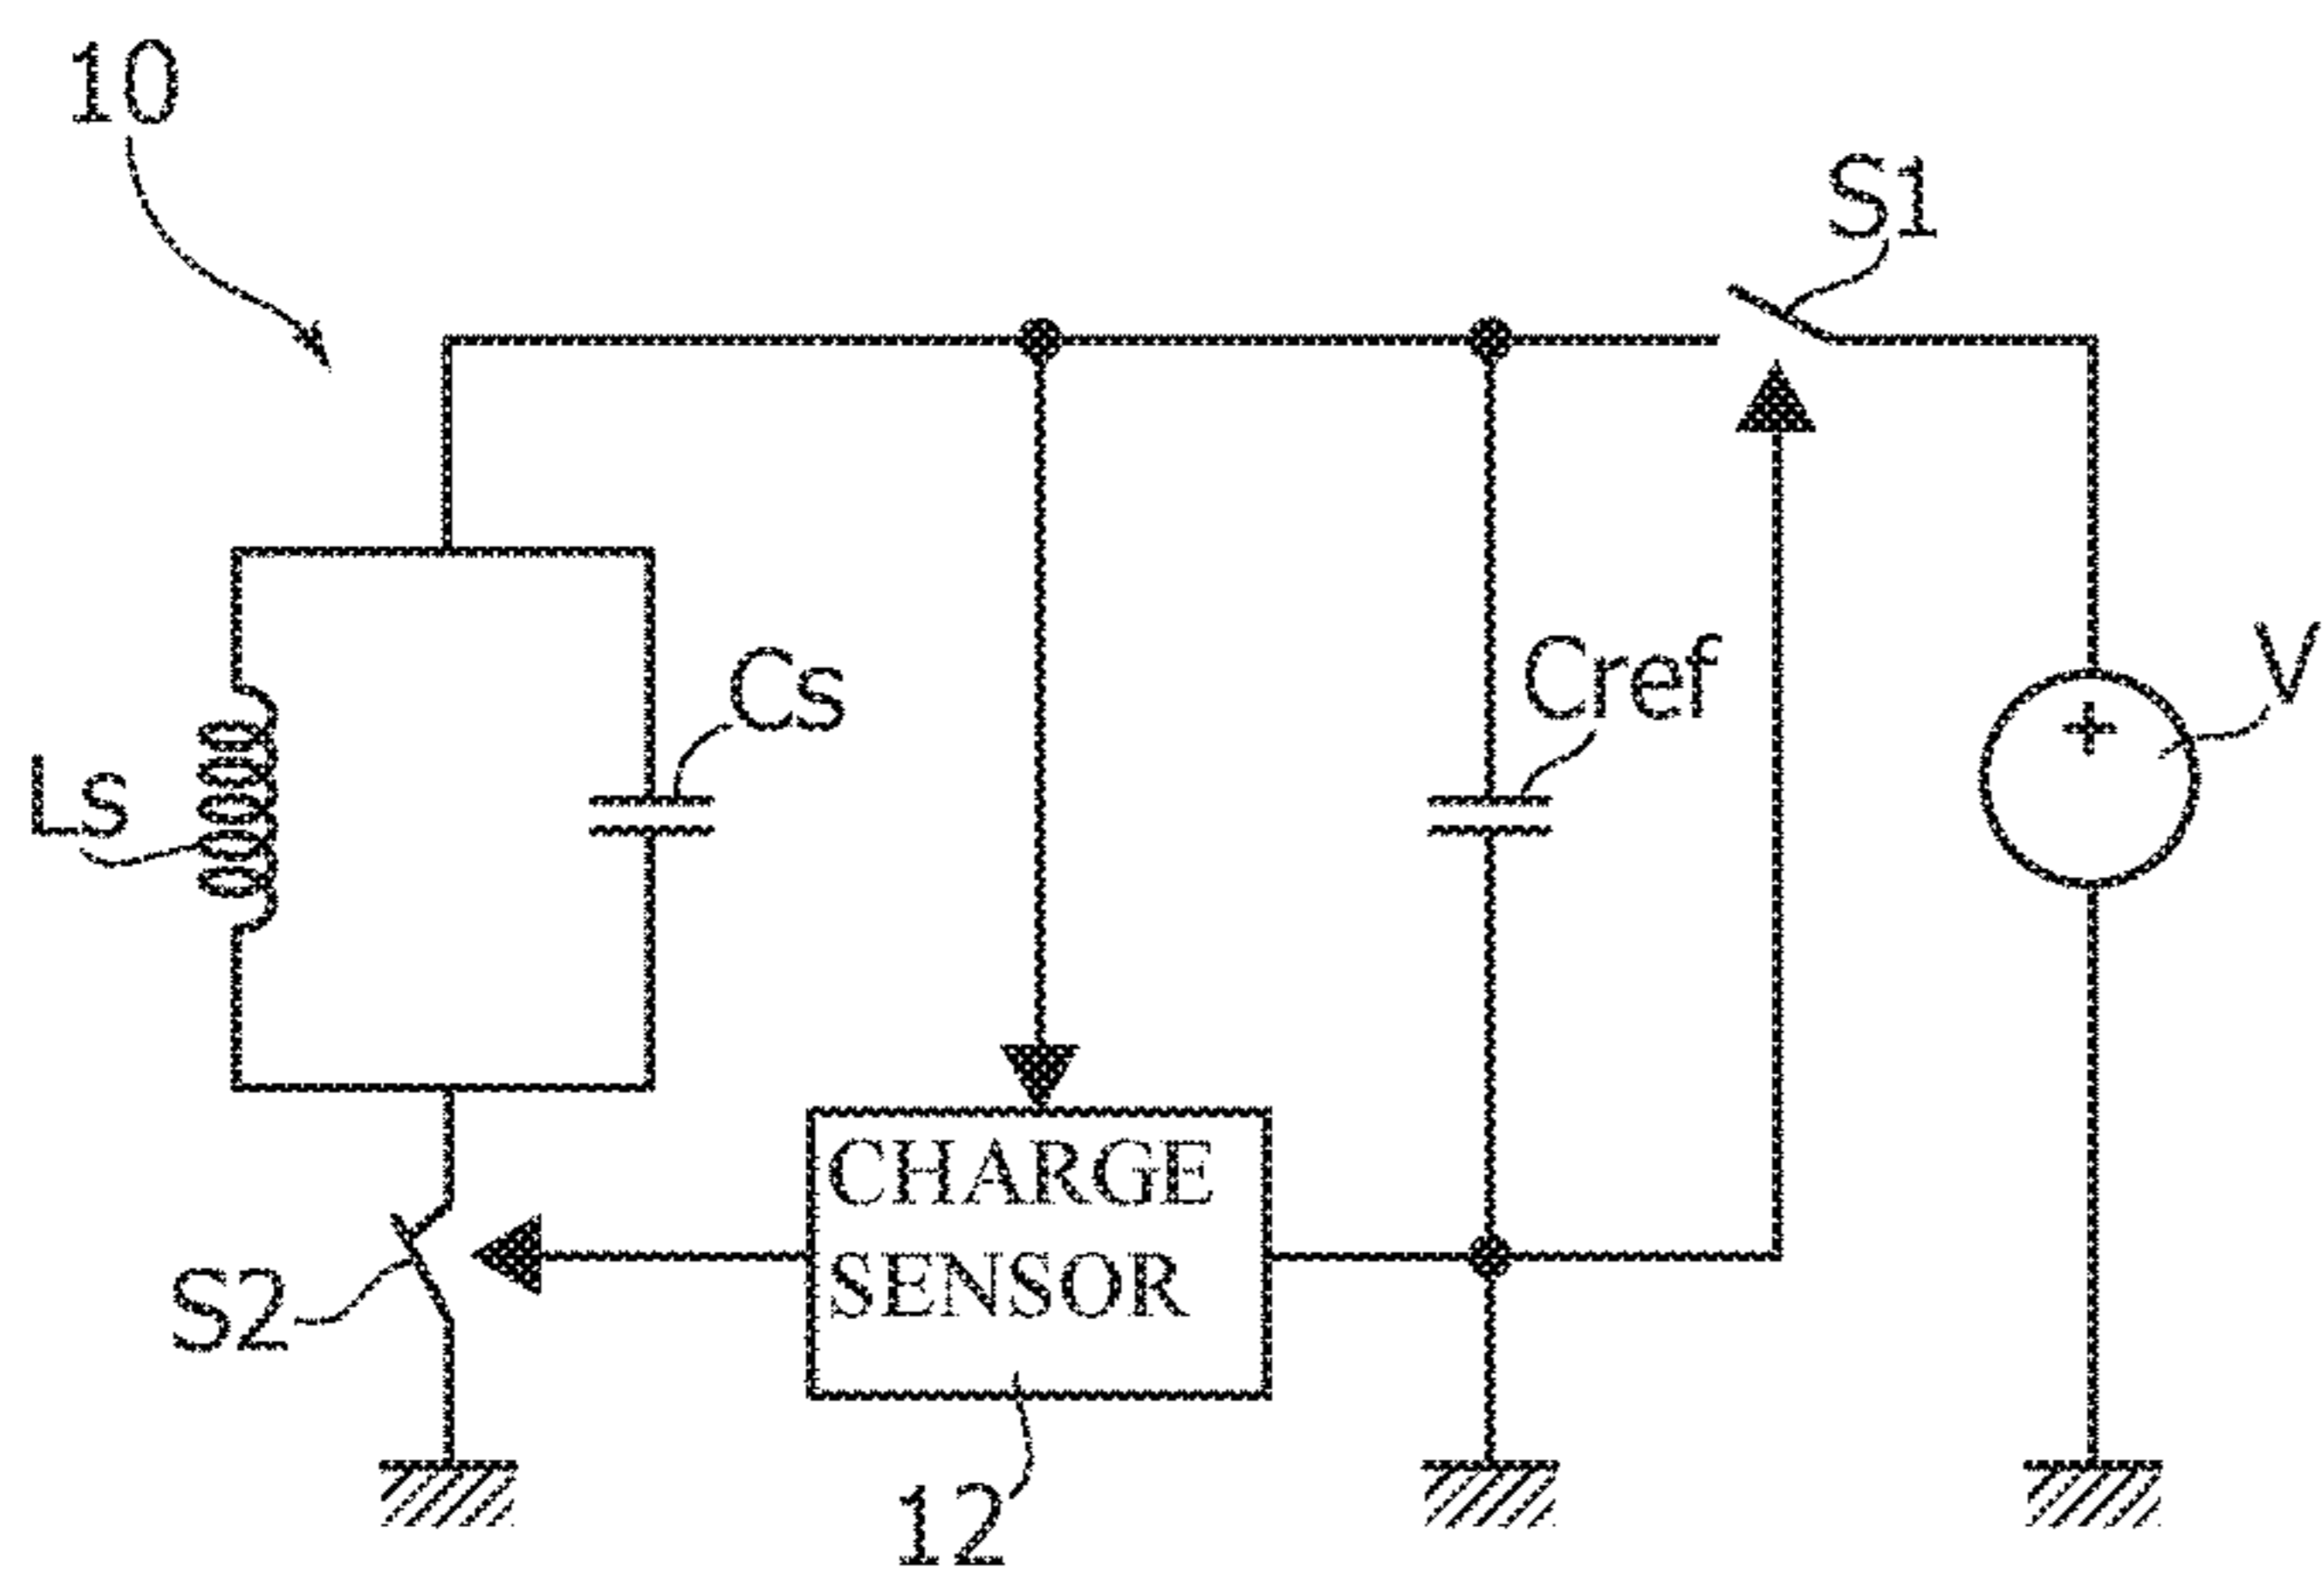 10
S1
Cs
Cref
V
+
Ls
CHARGE
SENSOR
S2
12